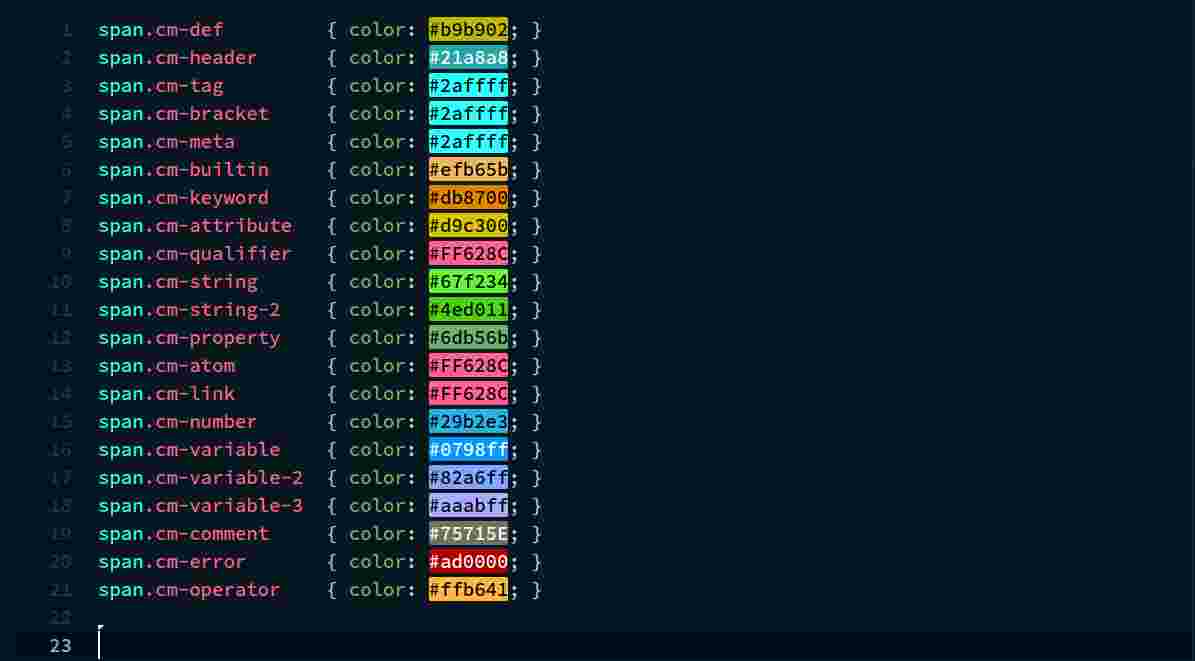 1 span.cm-def { color: #b9b902; }
2 span.cm-header { color: #21a8a8; }
3 span.cm-tag { color: #2affff; }
4 span.cm-bracket { color: #2affff; }
5 span.cm-meta { color: #2affff; }
6 span.cm-builtin { color: #efb65b; }
7 span.cm-keyword { color: #db8700; }
8 span.cm-attribute { color: #d9c300; }
9 span.cm-qualifier { color: #FF628C; }
10 span.cm-string { color: #67f234; }
11 span.cm-string-2 { color: #4ed011; }
12 span.cm-property { color: #6db56b; }
13 span.cm-atom { color: #FF628C; }
14 span.cm-link { color: #FF628C; }
15 span.cm-number { color: #29b2e3; }
16 span.cm-variable { color: #0798ff; }
17 span.cm-variable-2 { color: #82a6ff; }
18 span.cm-variable-3 { color: #aaabff; }
19 span.cm-comment { color: #75715E; }
20 span.cm-error { color: #ad0000; }
21 span.cm-operator { color: #ffb641; }
22
23